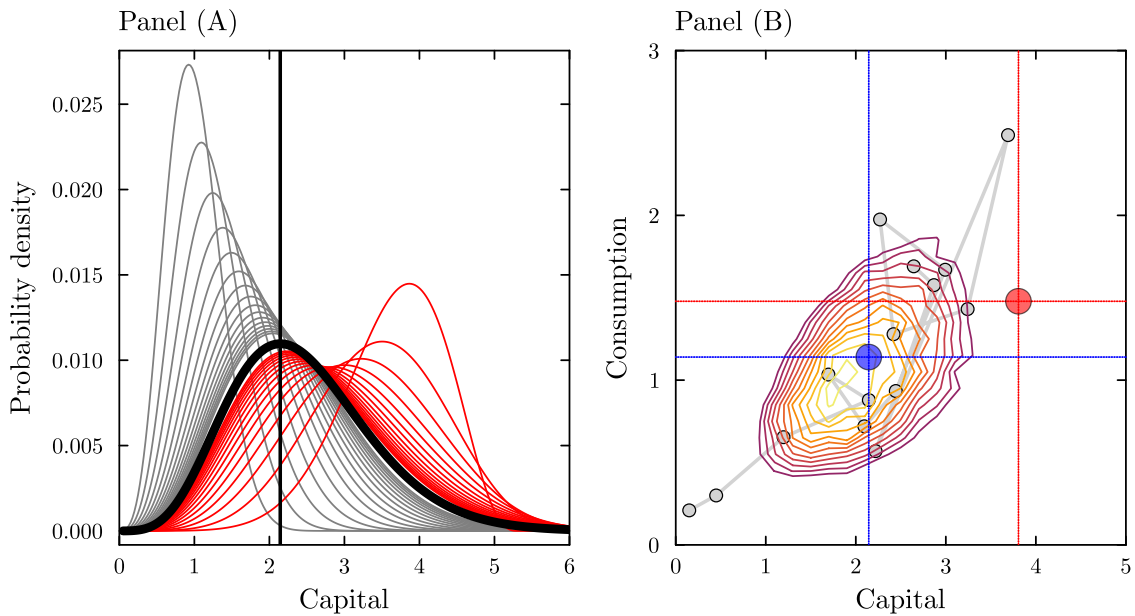 Panel (A)
Probability density
0.025
0.020
0.015
0.010
0.005
0.000
0 1 2 3 4 5 6
Capital
Panel (B)
Consumption
3
2
1
0
0 1 2 3 4 5
Capital